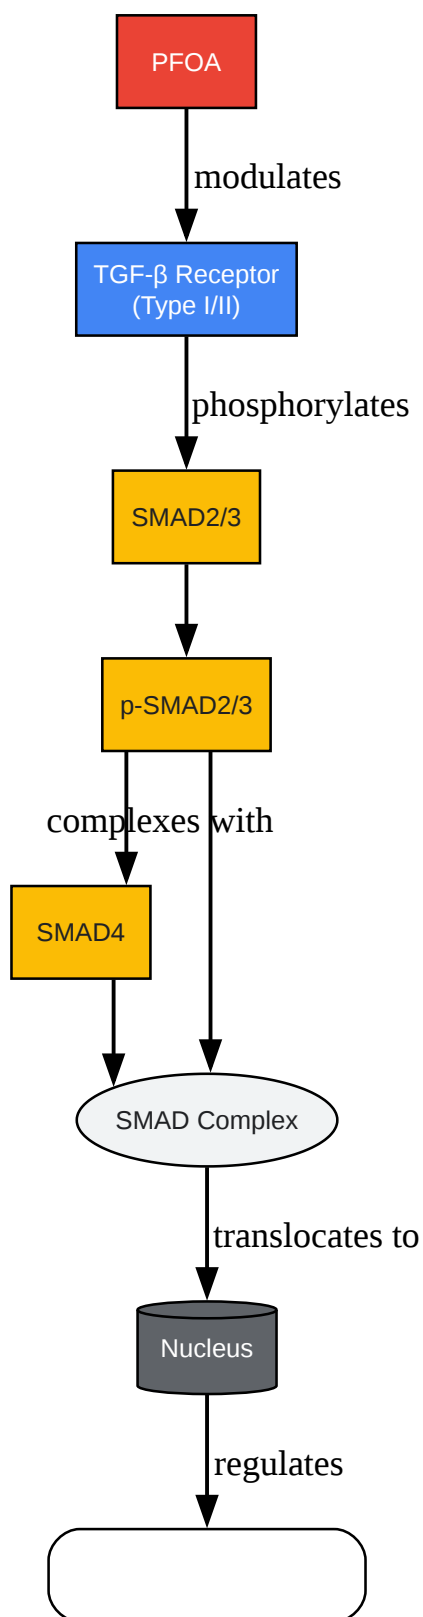 PFOA
modulates
TGF-β Receptor
(Type I/II)
phosphorylates
SMAD2/3
p-SMAD2/3
complexes with
SMAD4
SMAD Complex
translocates to
Nucleus
regulates